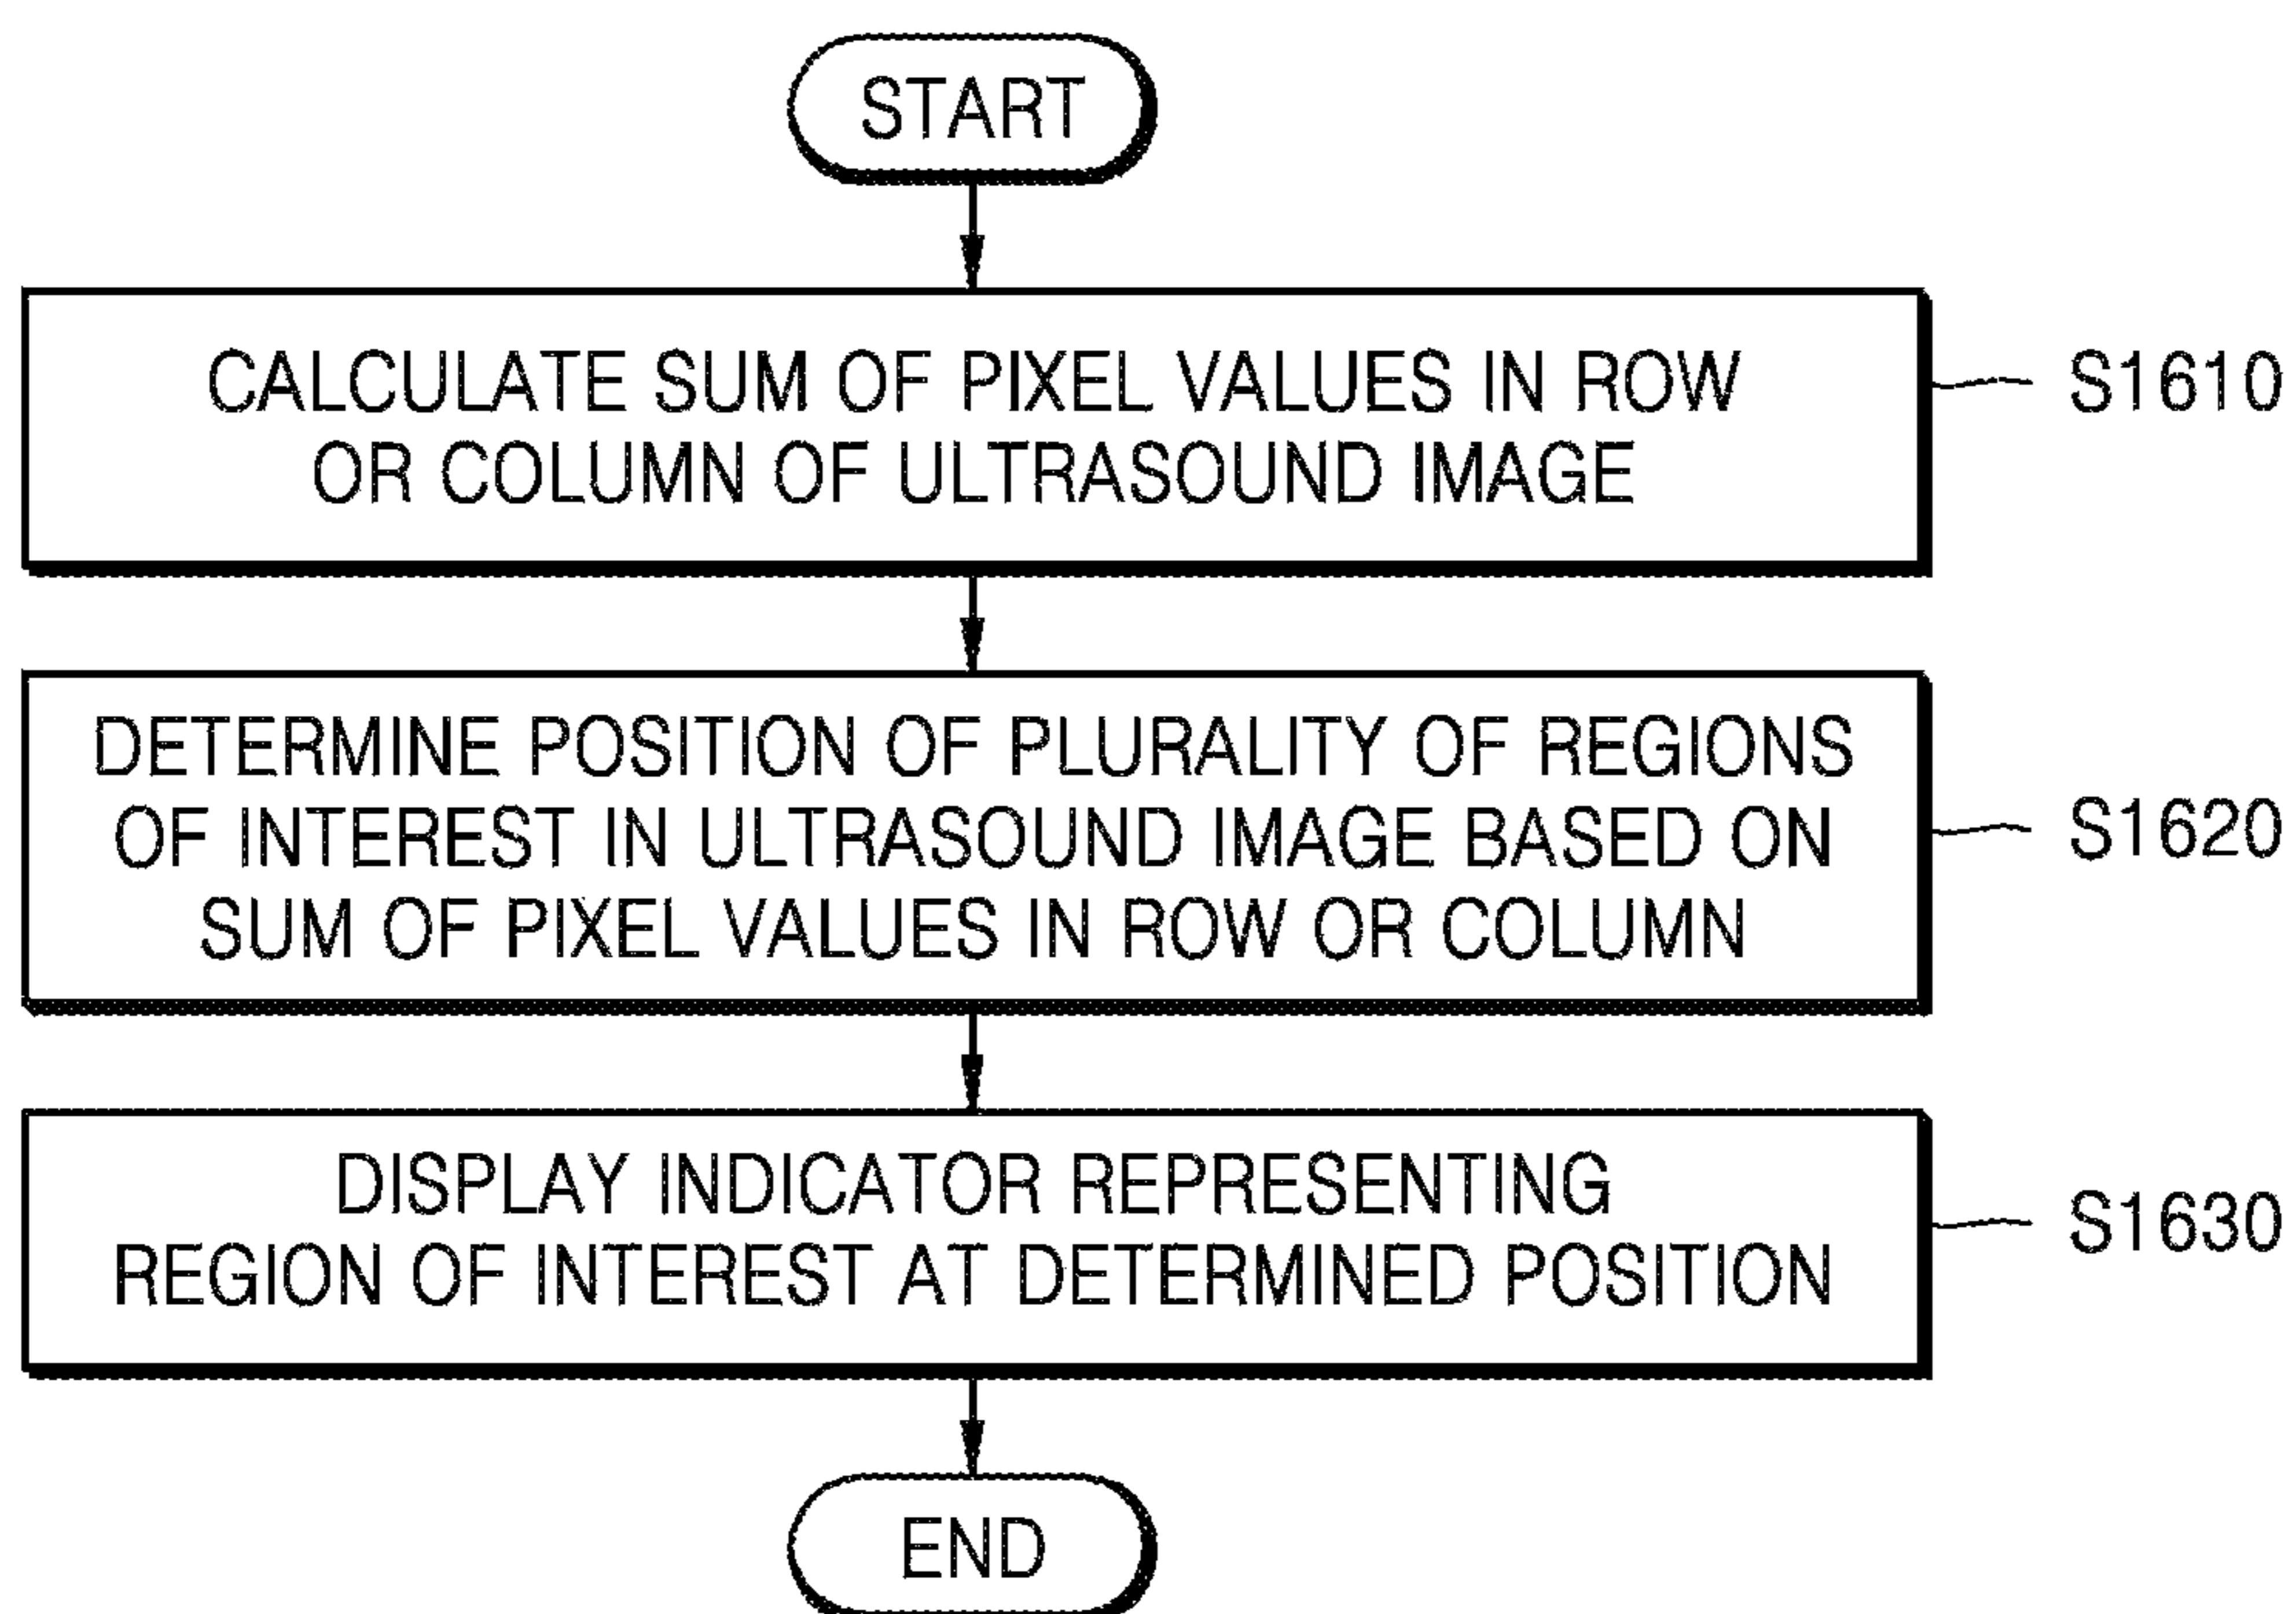 START
CALCULATE SUM OF PIXEL VALUES IN ROW
OR COLUMN OF ULTRASOUND IMAGE
S1610
DETERMINE POSITION OF PLURALITY OF REGIONS
OF INTEREST IN ULTRASOUND IMAGE BASED ON
SUM OF PIXEL VALUES IN ROW OR COLUMN
S1620
DISPLAY INDICATOR REPRESENTING
REGION OF INTEREST AT DETERMINED POSITION
S1630
END